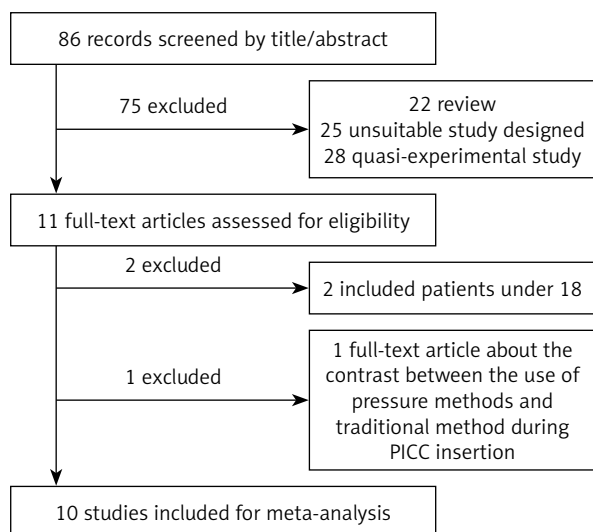 86 records screened by title/abstract
75 excluded
22 review
25 unsuitable study designed
28 quasi-experimental study
11 full-text articles assessed for eligibility
2 excluded
2 included patients under 18
1 excluded
1 full-text article about the
contrast between the use of
pressure methods and
traditional method during
PICC insertion
10 studies included for meta-analysis